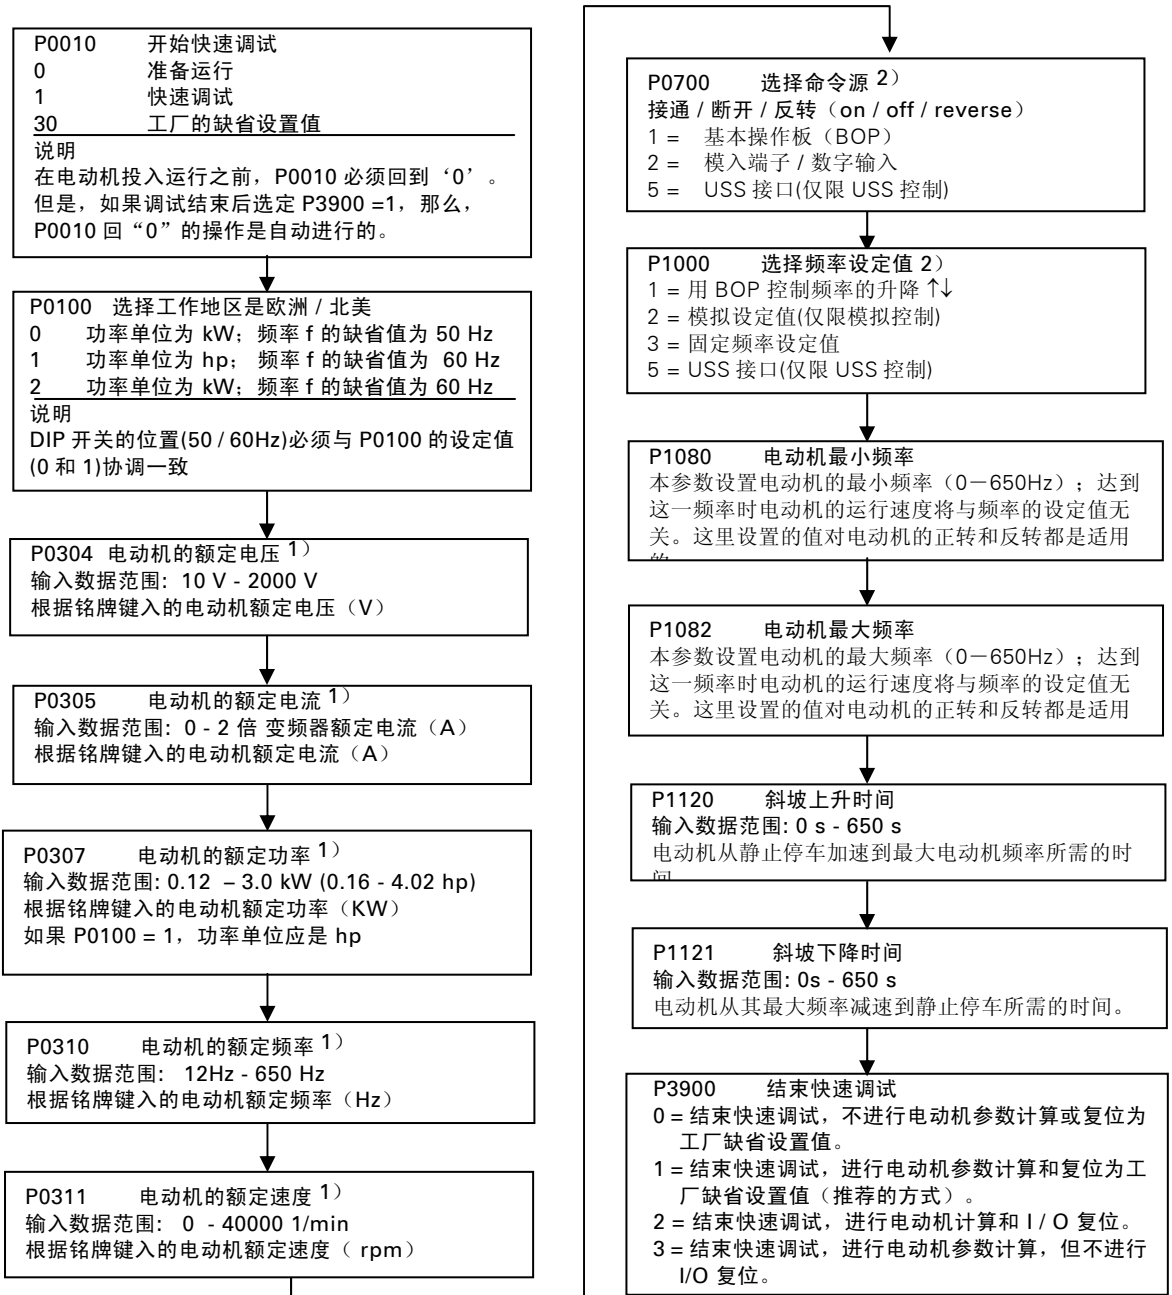 P0010 开始快速调试
0 准备运行
1 快速调试
30 工厂的缺省设置值
说明
在电动机投入运行之前，P0010 必须回到‘0’。
但是，如果调试结束后选定 P3900 =1，那么，
P0010 回“0”的操作是自动进行的。
P0100 选择工作地区是欧洲 / 北美
0 功率单位为 kW；频率 f 的缺省值为 50 Hz
1 功率单位为 hp； 频率 f 的缺省值为 60 Hz
2 功率单位为 kW；频率 f 的缺省值为 60 Hz
说明
DIP 开关的位置(50 / 60Hz)必须与 P0100 的设定值
(0 和 1)协调一致
P0304 电动机的额定电压 1）
输入数据范围: 10 V - 2000 V
根据铭牌键入的电动机额定电压（V）
P0305 电动机的额定电流 1）
输入数据范围: 0 - 2 倍 变频器额定电流（A）
根据铭牌键入的电动机额定电流（A）
P0307 电动机的额定功率 1）
输入数据范围: 0.12 – 3.0 kW (0.16 - 4.02 hp)
根据铭牌键入的电动机额定功率（KW）
如果 P0100 = 1，功率单位应是 hp
P0310 电动机的额定频率 1）
输入数据范围: 12Hz - 650 Hz
根据铭牌键入的电动机额定频率（Hz）
P0311 电动机的额定速度 1）
输入数据范围: 0 - 40000 1/min
根据铭牌键入的电动机额定速度（ rpm）
P0700 选择命令源 2）
接通 / 断开 / 反转（on / off / reverse）
1 = 基本操作板（BOP）
2 = 模入端子 / 数字输入
5 = USS 接口(仅限 USS 控制)
P1000 选择频率设定值 2）
1 = 用 BOP 控制频率的升降 ↑↓
2 = 模拟设定值(仅限模拟控制)
3 = 固定频率设定值
5 = USS 接口(仅限 USS 控制)
P1080 电动机最小频率
本参数设置电动机的最小频率（0－650Hz）；达到
这一频率时电动机的运行速度将与频率的设定值无
关。这里设置的值对电动机的正转和反转都是适用
P1082 电动机最大频率
本参数设置电动机的最大频率（0－650Hz）；达到
这一频率时电动机的运行速度将与频率的设定值无
关。这里设置的值对电动机的正转和反转都是适用
P1120 斜坡上升时间
输入数据范围: 0 s - 650 s
电动机从静止停车加速到最大电动机频率所需的时
P1121 斜坡下降时间
输入数据范围: 0s - 650 s
电动机从其最大频率减速到静止停车所需的时间。
P3900 结束快速调试
0 = 结束快速调试，不进行电动机参数计算或复位为
工厂缺省设置值。
1 = 结束快速调试，进行电动机参数计算和复位为工
厂缺省设置值（推荐的方式）。
2 = 结束快速调试，进行电动机计算和 I / O 复位。
3 = 结束快速调试，进行电动机参数计算，但不进行
I/O 复位。